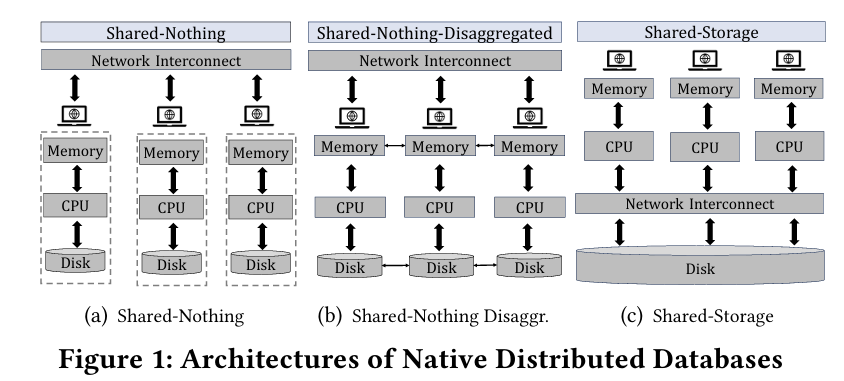 Shared-Nothing
Network Interconnect
Memory
CPU
Disk
Memory
CPU
Disk
Memory
CPU
Disk
(a) Shared-Nothing
Shared-Nothing-Disaggregated
Network Interconnect
Memory Memory Memory
CPU CPU CPU
Disk Disk Disk
(b) Shared-Nothing Disaggr.
Shared-Storage
Memory Memory Memory
CPU CPU CPU
Network Interconnect
Disk
(c) Shared-Storage
Figure 1: Architectures of Native Distributed Databases